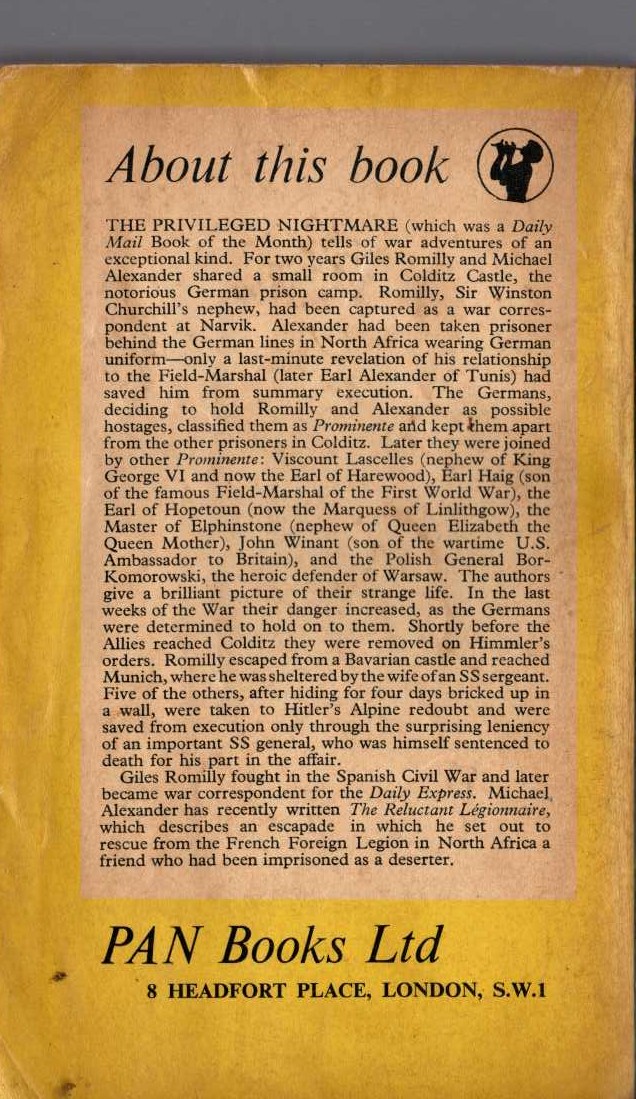 About this book
THE PRIVILEGED NIGHTMARE (which was a Daily
Mail Book of the Month) tells of war adventures of an
exceptional kind. For two years Giles Romilly and Michael
Alexander shared a small room in Colditz Castle, the
notorious German prison camp. Romilly, Sir Winston
Churchill's nephew, had been captured as a war corres-
pondent at Narvik. Alexander had been taken prisoner
behind the German lines in North Africa wearing German
uniform—only a last-minute revelation of his relationship
to the Field-Marshal (later Earl Alexander of Tunis) had
saved him from summary execution. The Germans,
deciding to hold Romilly and Alexander as possible
hostages, classified them as Prominente and kept them apart
from the other prisoners in Colditz. Later they were joined
by other Prominente: Viscount Lascelles (nephew of King
George VI and now the Earl of Harewood), Earl Haig (son
of the famous Field-Marshal of the First World War), the
Earl of Hopetoun (now the Marquess of Linlithgow), the
Master of Elphinstone (nephew of Queen Elizabeth the
Queen Mother), John Winant (son of the wartime U.S.
Ambassador to Britain), and the Polish General Bor-
Komorowski, the heroic defender of Warsaw. The authors
give a brilliant picture of their strange life. In the last
weeks of the War their danger increased, as the Germans
were determined to hold on to them. Shortly before the
Allies reached Colditz they were removed on Himmler's
orders. Romilly escaped from a Bavarian castle and reached
Munich, where he was sheltered by the wife of an SS sergeant.
Five of the others, after hiding for four days bricked up in
a wall, were taken to Hitler's Alpine redoubt and were
saved from execution only through the surprising leniency
of an important SS general, who was himself sentenced to
death for his part in the affair.
Giles Romilly fought in the Spanish Civil War and later
became war correspondent for the Daily Express. Michael
Alexander has recently written The Reluctant Légionnaire,
which describes an escapade in which he set out to
rescue from the French Foreign Legion in North Africa a
friend who had been imprisoned as a deserter.
PAN Books Ltd
8 HEADFORT PLACE, LONDON, S.W.1